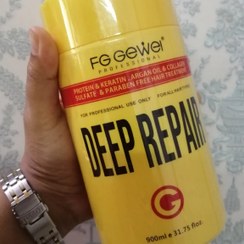 FG GEWEI
PROFESSIONAL
PROTEIN & KERATIN, ARGAN OIL & COLLAGEN
SULFATE & PARABEN FREE HAIR TREATMENT
FOR PROFESSIONAL USE ONLY
DEEP REPAIR
G
900ml e 31.75 floz